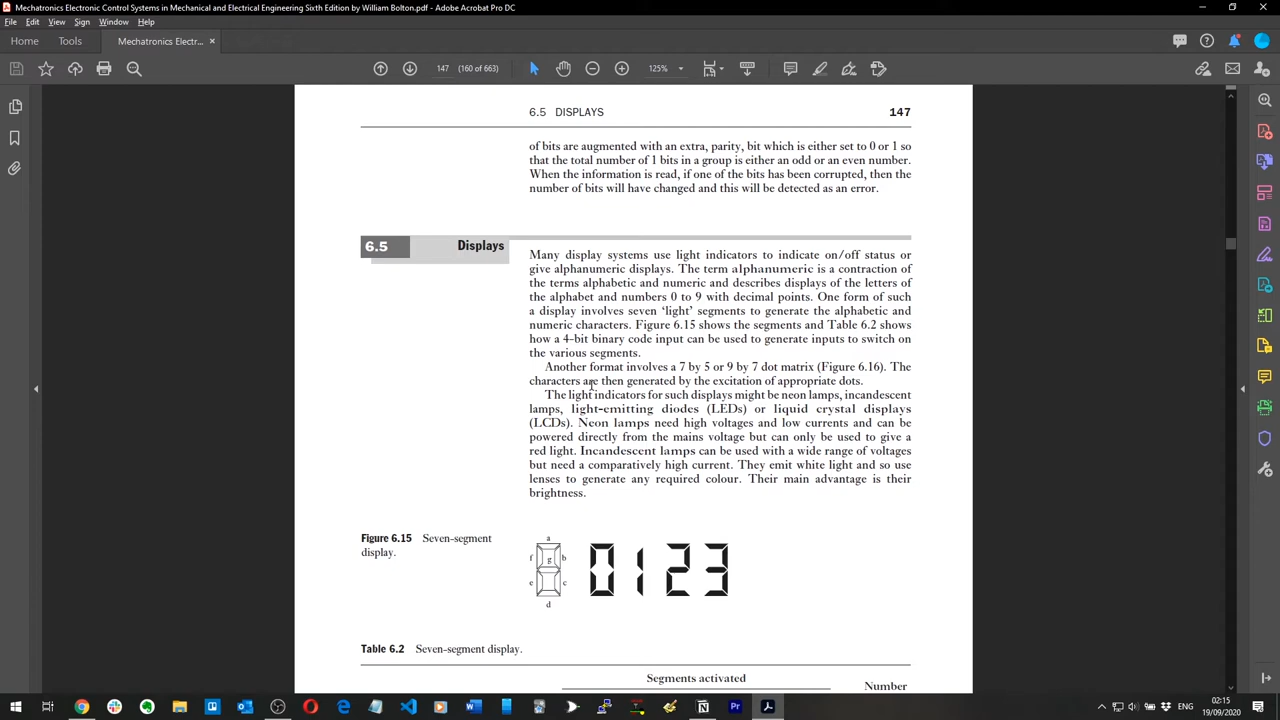 Mechatronics Electronic Control Systems in Mechanical and Electrical Engineering Sixth Edition by William Bolton.pdf - Adobe Acrobat Pro DC
File Edit View Sign Window Help
Home Tools Mechatronics Electr... ×
147 (160 of 663) 125%
6.5 DISPLAYS 147
of bits are augmented with an extra, parity, bit which is either set to 0 or 1 so
that the total number of 1 bits in a group is either an odd or an even number.
When the information is read, if one of the bits has been corrupted, then the
number of bits will have changed and this will be detected as an error.
6.5 Displays
Many display systems use light indicators to indicate on/off status or
give alphanumeric displays. The term alphanumeric is a contraction of
the terms alphabetic and numeric and describes displays of the letters of
the alphabet and numbers 0 to 9 with decimal points. One form of such
a display involves seven ‘light’ segments to generate the alphabetic and
numeric characters. Figure 6.15 shows the segments and Table 6.2 shows
how a 4-bit binary code input can be used to generate inputs to switch on
the various segments.
Another format involves a 7 by 5 or 9 by 7 dot matrix (Figure 6.16). The
characters are then generated by the excitation of appropriate dots.
The light indicators for such displays might be neon lamps, incandescent
lamps, light-emitting diodes (LEDs) or liquid crystal displays
(LCDs). Neon lamps need high voltages and low currents and can be
powered directly from the mains voltage but can only be used to give a
red light. Incandescent lamps can be used with a wide range of voltages
but need a comparatively high current. They emit white light and so use
lenses to generate any required colour. Their main advantage is their
brightness.
Figure 6.15 Seven-segment
display.
a
f g b
e c
d
0 1 2 3
Table 6.2 Seven-segment display.
Segments activated
Number
02:15
19/09/2020